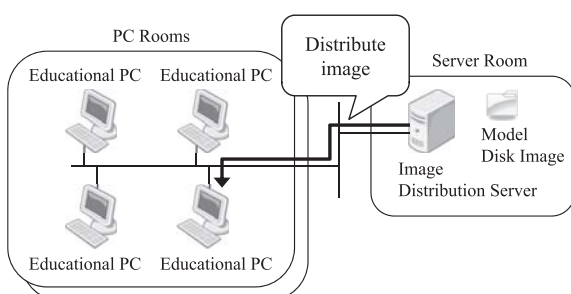 PC Rooms
Distribute
image
Server Room
Educational PC
Educational PC
Model
Disk Image
Image
Distribution Server
Educational PC
Educational PC